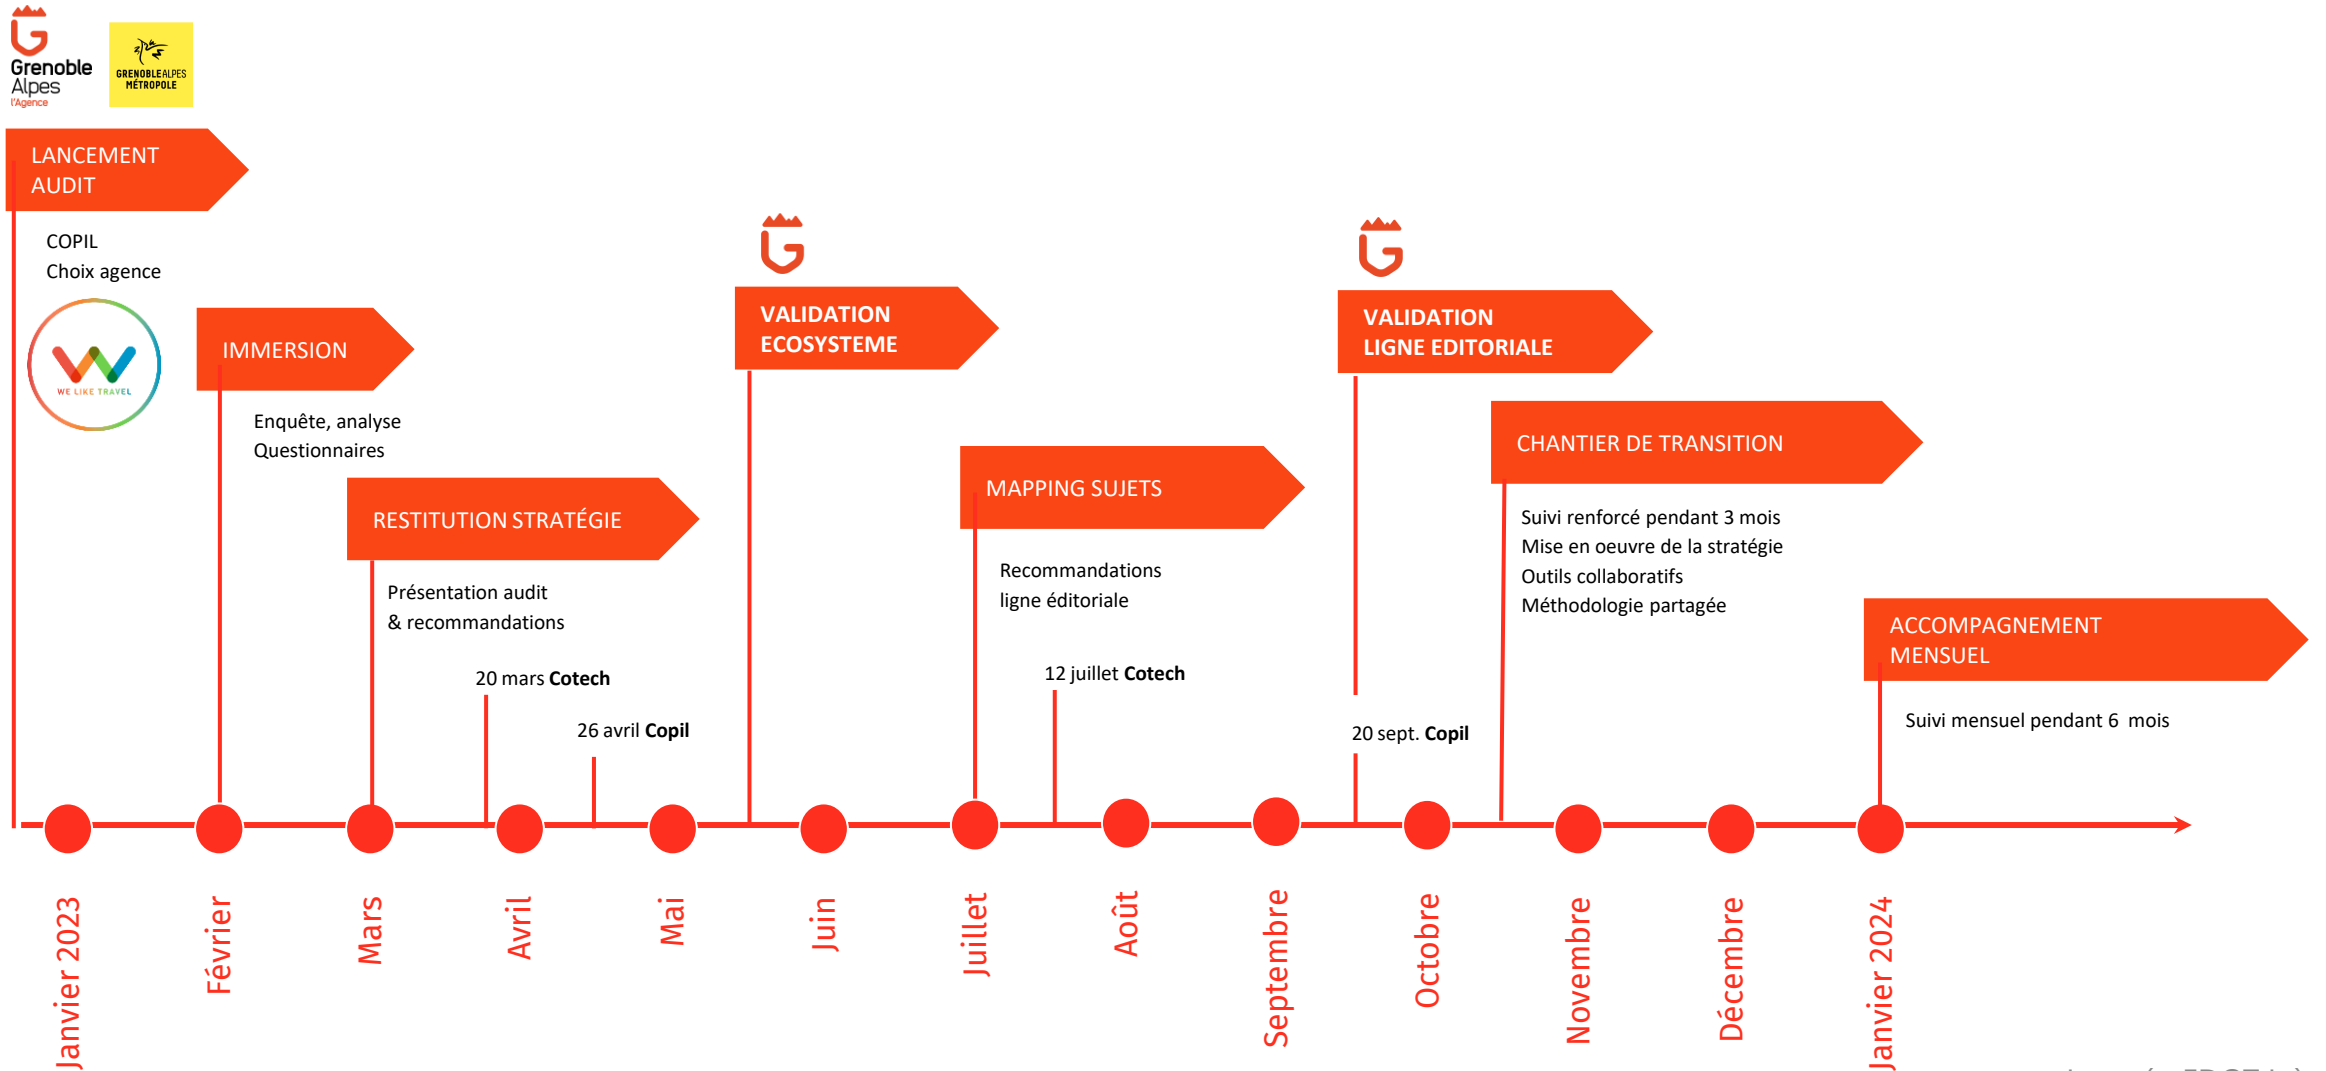 Grenoble
Alpes
l'Agence
GRENOBLEALPES
MÉTROPOLE
LANCEMENT
AUDIT
COPIL
Choix agence
WE LIKE TRAVEL
IMMERSION
Enquête, analyse
Questionnaires
RESTITUTION STRATÉGIE
Présentation audit
& recommandations
20 mars Cotech
26 avril Copil
VALIDATION
ECOSYSTEME
MAPPING SUJETS
Recommandations
ligne éditoriale
12 juillet Cotech
VALIDATION
LIGNE EDITORIALE
20 sept. Copil
CHANTIER DE TRANSITION
Suivi renforcé pendant 3 mois
Mise en oeuvre de la stratégie
Outils collaboratifs
Méthodologie partagée
ACCOMPAGNEMENT
MENSUEL
Suivi mensuel pendant 6 mois
Janvier 2023
Février
Mars
Avril
Mai
Juin
Juillet
Août
Septembre
Octobre
Novembre
Décembre
Janvier 2024